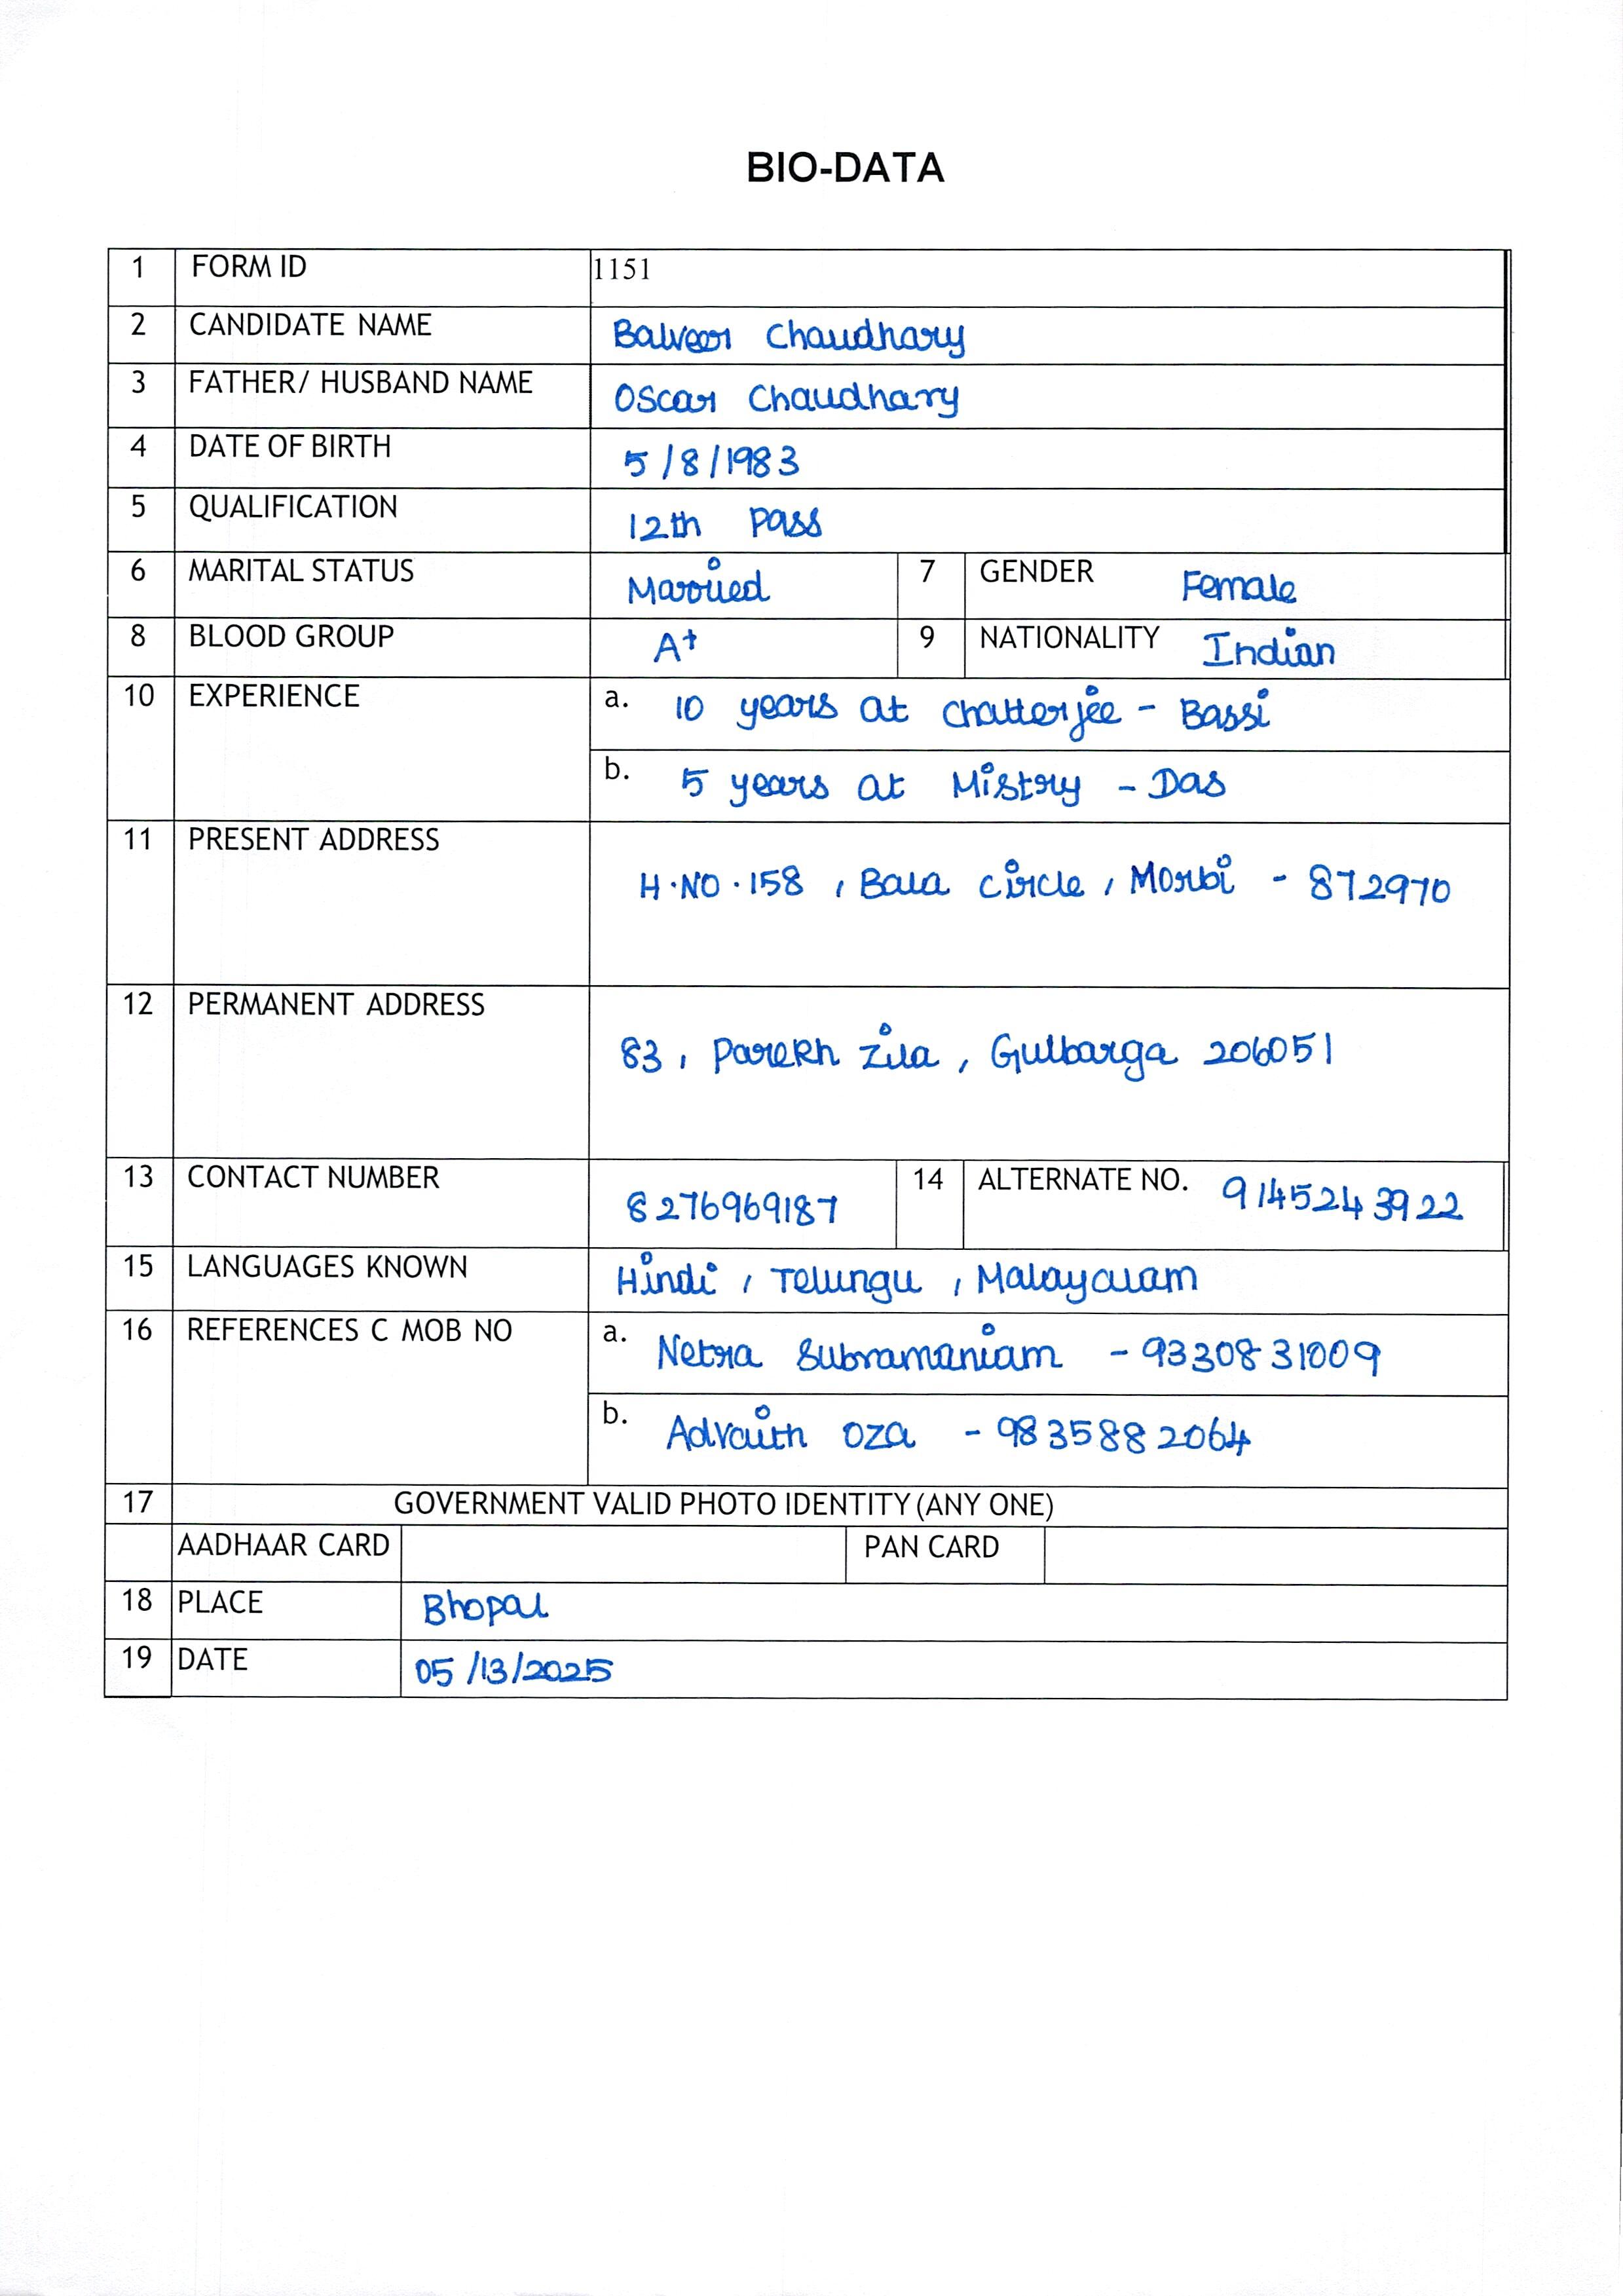 BIO-DATA
1 FORM ID 1151
2 CANDIDATE NAME Balveer Chaudhary
3 FATHER/ HUSBAND NAME Oscar Chaudhary
4 DATE OF BIRTH 5/8/1983
5 QUALIFICATION 12th Pass
6 MARITAL STATUS Married 7 GENDER Female
8 BLOOD GROUP A+ 9 NATIONALITY Indian
10 EXPERIENCE a. 10 years at Chatterjee - Bassi
b. 5 years at Mistry - Das
11 PRESENT ADDRESS
H.NO.158, Bala Circle, Morbi - 872970
12 PERMANENT ADDRESS
83, Parekh Zila, Gulbarga 206051
13 CONTACT NUMBER 8276969187 14 ALTERNATE NO. 9145243922
15 LANGUAGES KNOWN Hindi, Telungu, Malayalam
16 REFERENCES C MOB NO a. Netra Subramaniam - 9330831009
b. Advaith Oza - 9835882064
17 GOVERNMENT VALID PHOTO IDENTITY (ANY ONE)
AADHAAR CARD PAN CARD
18 PLACE Bhopal
19 DATE 05/13/2025